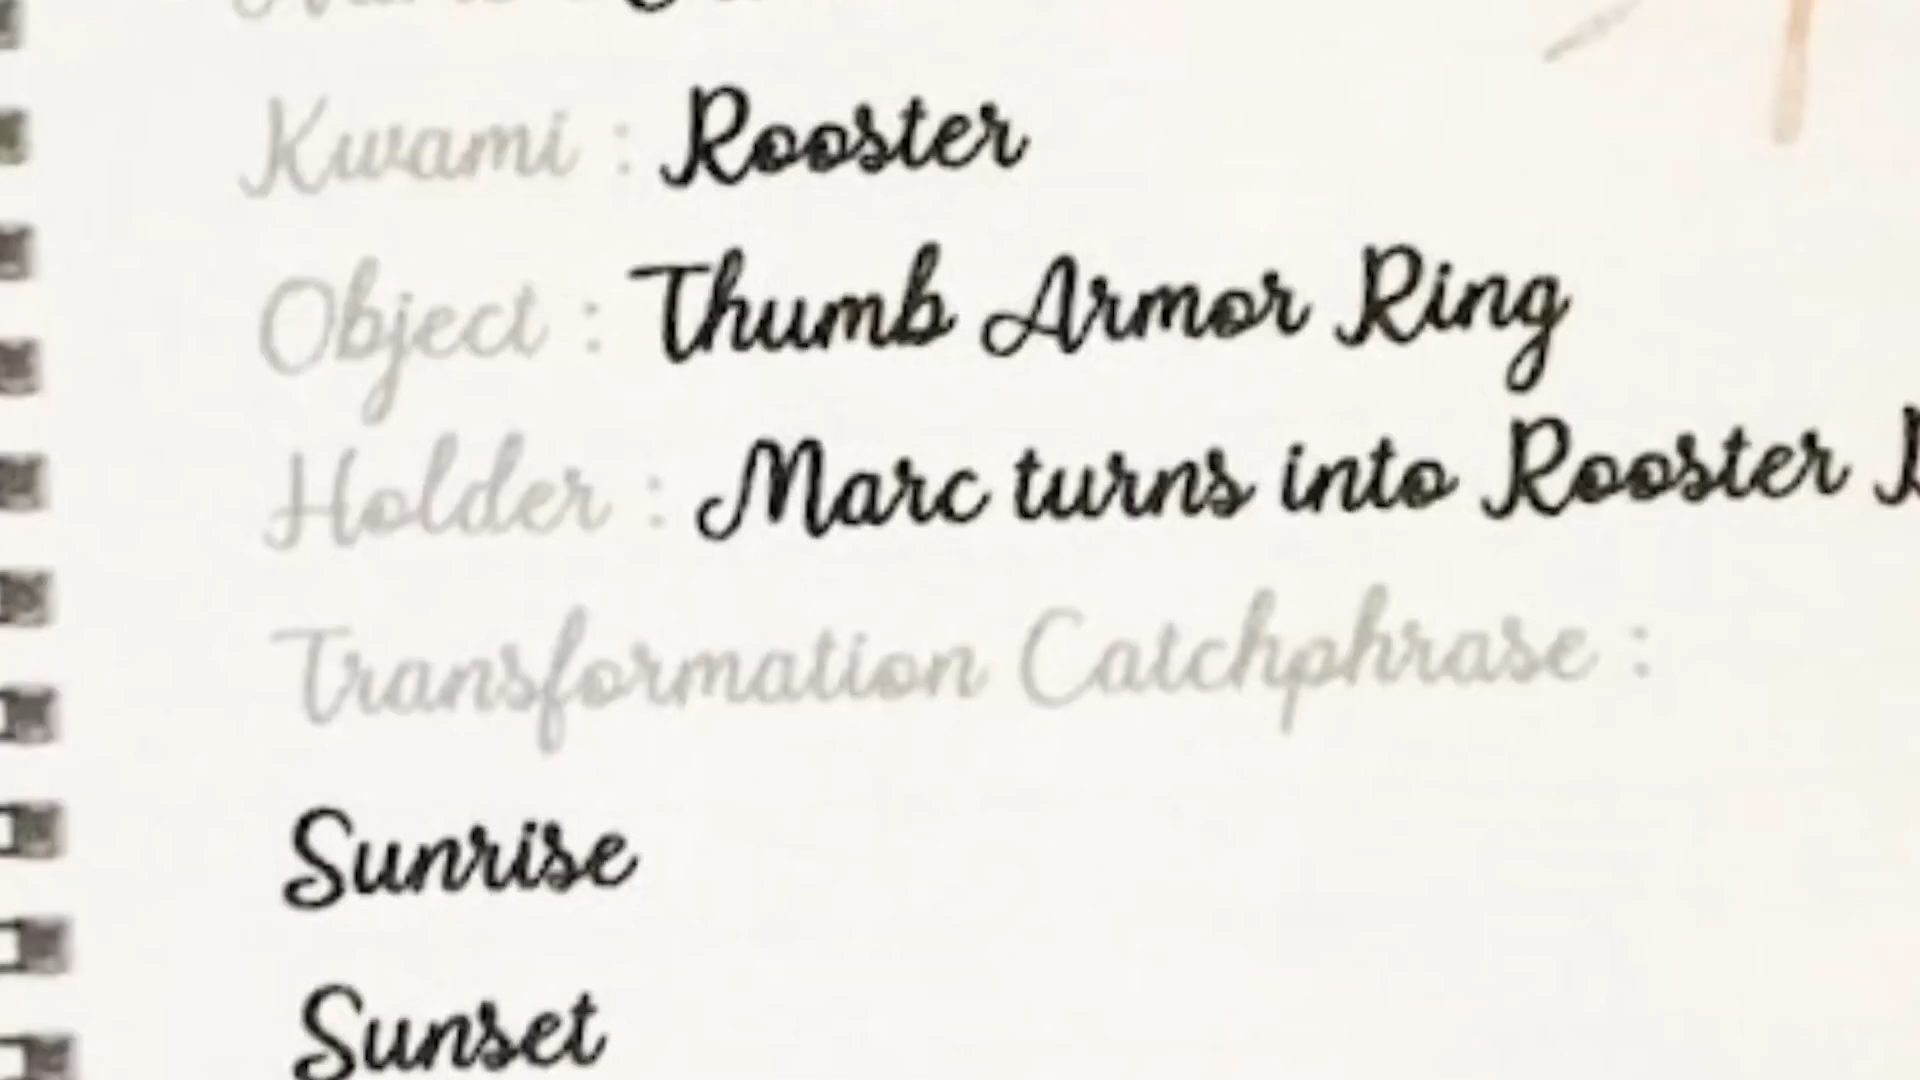 Kwami : Rooster
Object : Thumb Armor Ring
Holder : Marc turns into Rooster
Transformation Catchphrase :
Sunrise
Sunset